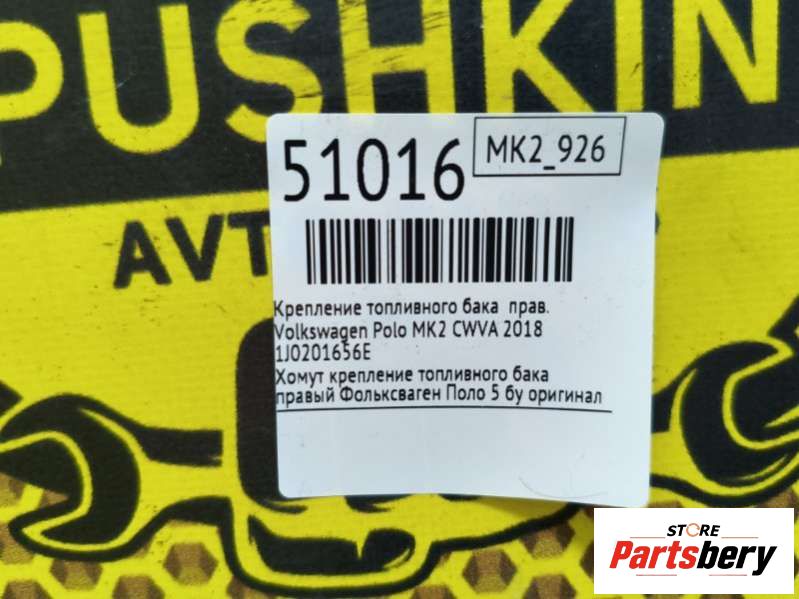 PUSHKIN
51016
MK2_926
AVT
Крепление топливного бака прав.
Volkswagen Polo MK2 CWVA 2018
1J0201656E
Хомут крепление топливного бака
правый Фольксваген Поло 5 бу оригинал
STORE
Partsbery